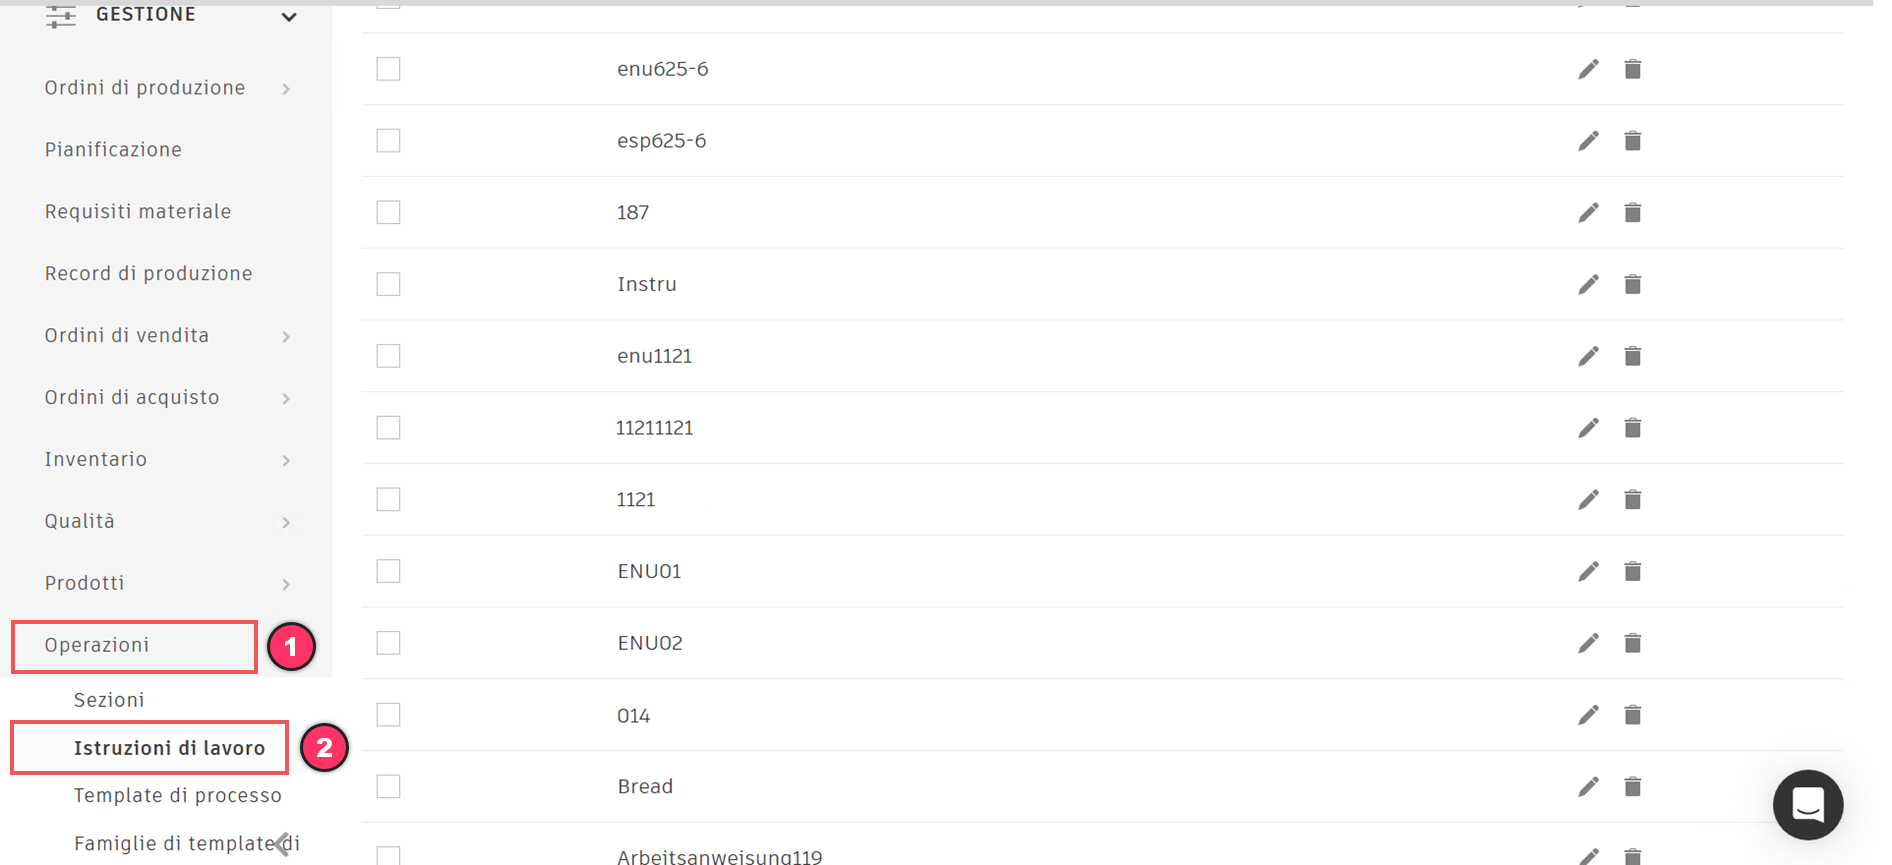 GESTIONE
Ordini di produzione
Pianificazione
Requisiti materiale
Record di produzione
Ordini di vendita
Ordini di acquisto
Inventario
Qualità
Prodotti
Operazioni
1
Sezioni
Istruzioni di lavoro
2
Template di processo
Famiglie di template di
enu625-6
esp625-6
187
Instru
enu1121
11211121
1121
ENU01
ENU02
014
Bread
Arbeitsanweisung119